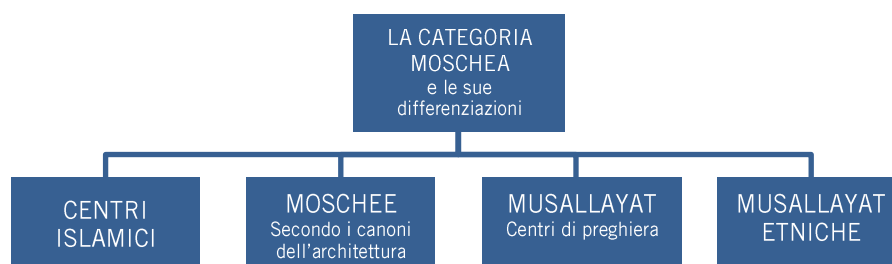 LA CATEGORIA
MOSCHEA
e le sue
differenziazioni
CENTRI
ISLAMICI
MOSCHEE
Secondo i canoni
dell'architettura
MUSALLAYAT
Centri di preghiera
MUSALLAYAT
ETNICHE